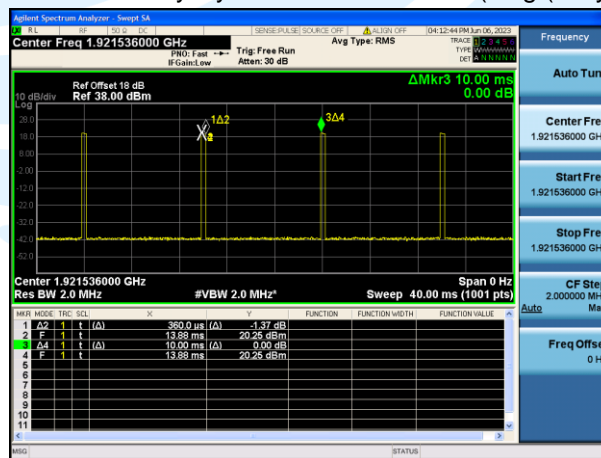 Agilent Spectrum Analyzer - Swept SA
RL RF 50 Ω DC SENSE:PULSE SOURCE OFF ALIGN OFF 04:12:44 PM Jun 06, 2023
Center Freq 1.921536000 GHz
PNO: Fast
IFGain:Low
Trig: Free Run
Atten: 30 dB
Avg Type: RMS
TRACE 1 2 3 4 5 6
TYPE
DET A N N N N N
ΔMkr3 10.00 ms
0.00 dB
Ref Offset 18 dB
10 dB/div Ref 38.00 dBm
Log
28.0
18.0
8.00
-2.00
-12.0
-22.0
-32.0
-42.0
-52.0
1Δ2
3Δ4
Center 1.921536000 GHz Span 0 Hz
Res BW 2.0 MHz #VBW 2.0 MHz* Sweep 40.00 ms (1001 pts)
MKR MODE TRC SCL X Y FUNCTION FUNCTION WIDTH FUNCTION VALUE
1 Δ2 1 t (Δ) 360.0 us (Δ) -1.37 dB
2 F 1 t 13.88 ms 20.25 dBm
3 Δ4 1 t (Δ) 10.00 ms (Δ) 0.00 dB
4 F 1 t 13.88 ms 20.25 dBm
5
6
7
8
9
10
11
MSG STATUS
Frequency
Auto Tun
Center Fre
1.921536000 GH
Start Fre
1.921536000 GH
Stop Fre
1.921536000 GH
CF Ste
2.000000 MH
Auto Ma
Freq Offse
0 H